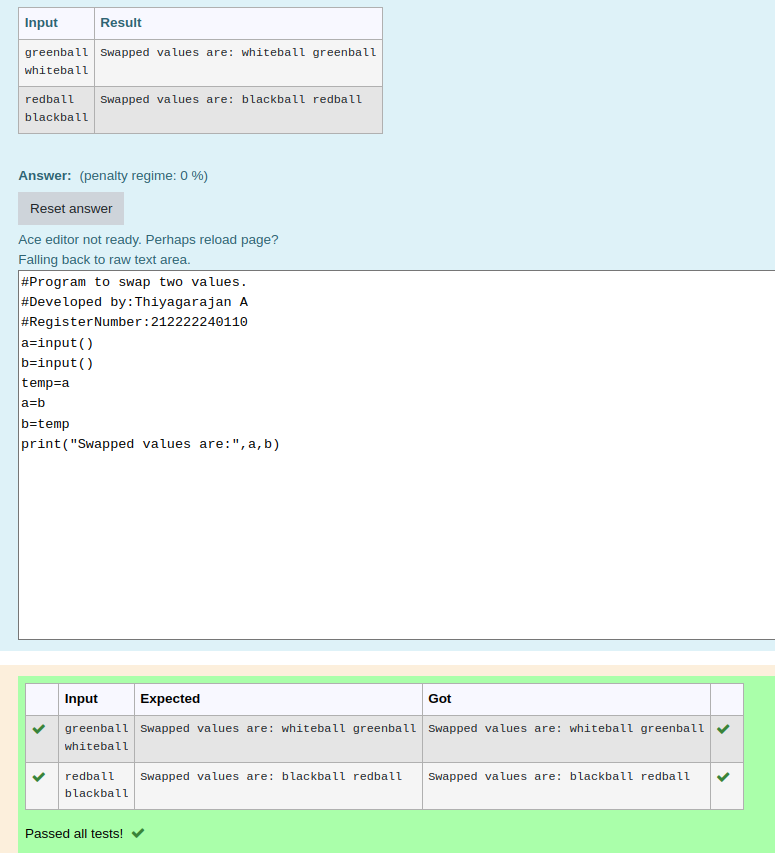 Input Result
greenball Swapped values are: whiteball greenball
whiteball
redball Swapped values are: blackball redball
blackball
Answer: (penalty regime: 0 %)
Reset answer
Ace editor not ready. Perhaps reload page?
Falling back to raw text area.
#Program to swap two values.
#Developed by:Thiyagarajan A
#RegisterNumber:212222240110
a=input()
b=input()
temp=a
a=b
b=temp
print("Swapped values are:",a,b)
Input Expected Got
greenball Swapped values are: whiteball greenball Swapped values are: whiteball greenball
whiteball
redball Swapped values are: blackball redball Swapped values are: blackball redball
blackball
Passed all tests!